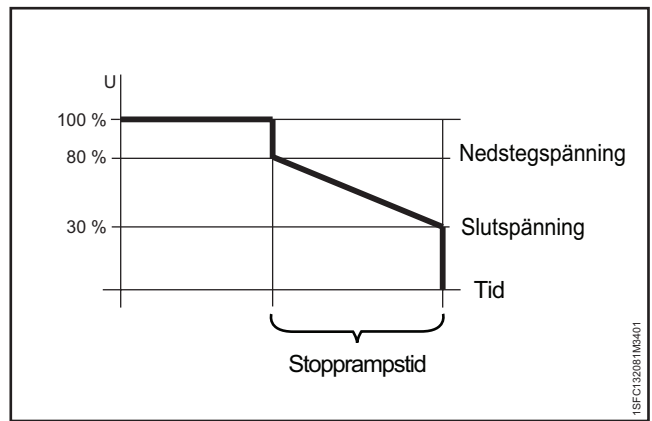 U
100 %
80 %
Nedstegspänning
30 %
Slutspänning
Tid
Stopprampstid
1SFC132081M3401